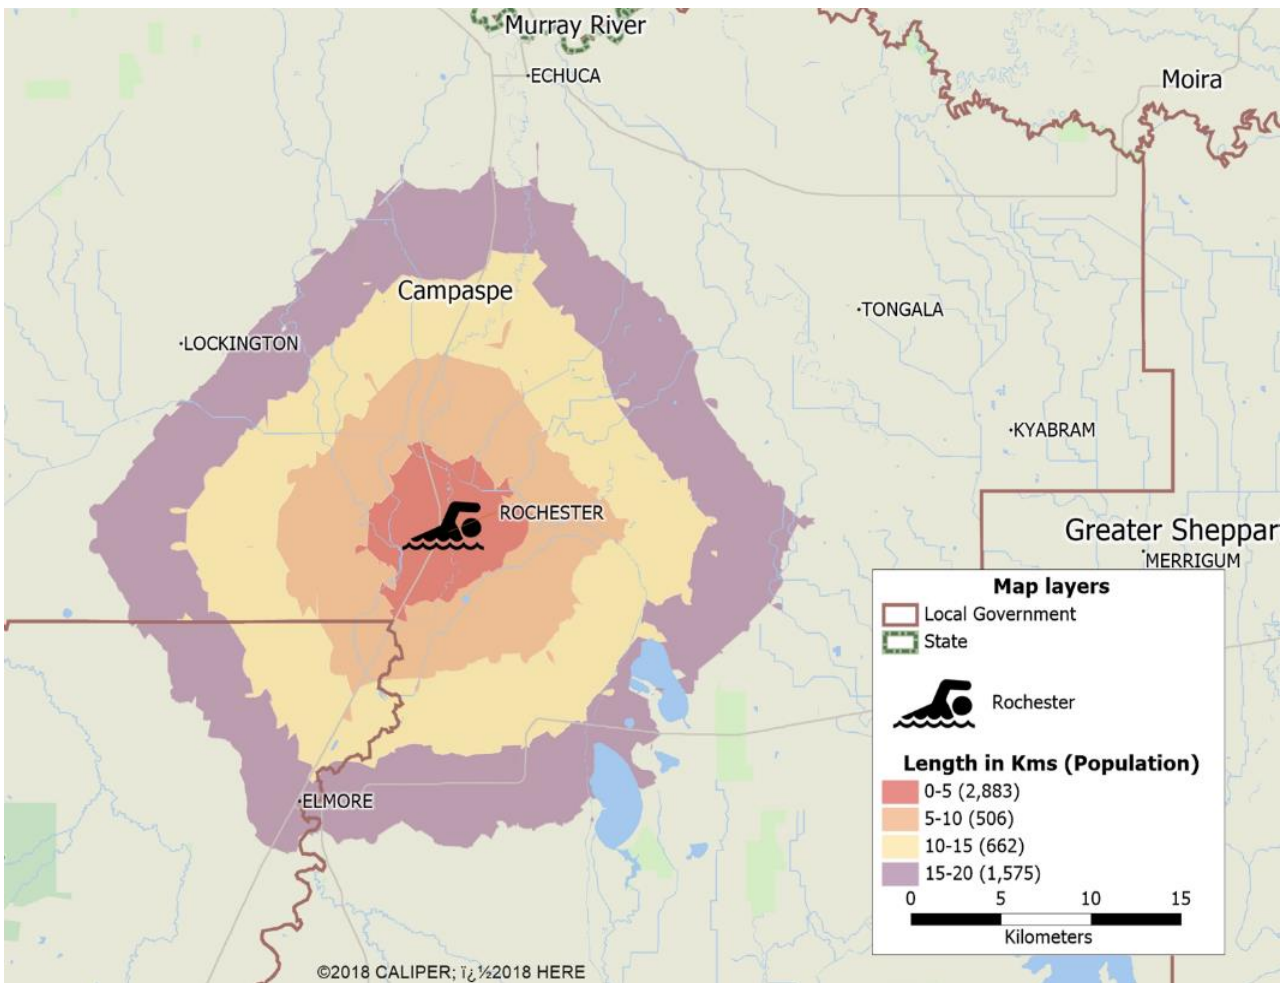 Murray River
ECHUCA
Moira
Campaspe
TONGALA
LOCKINGTON
KYABRAM
ROCHESTER
Greater Sheppar
MERRIGUM
ELMORE
Map layers
Local Government
State
Rochester
Length in Kms (Population)
0-5 (2,883)
5-10 (506)
10-15 (662)
15-20 (1,575)
0 5 10 15
Kilometers
©2018 CALIPER; ï¿½2018 HERE